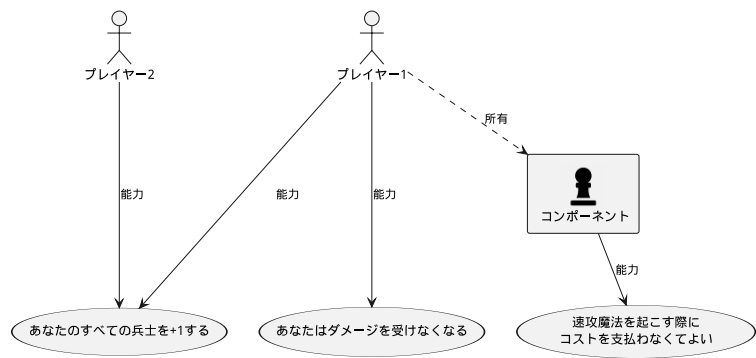 プレイヤー2
プレイヤー1
所有
能力
能力
能力
コンポーネント
能力
あなたのすべての兵士を+1する
あなたはダメージを受けなくなる
速攻魔法を起こす際に
コストを支払わなくてよい